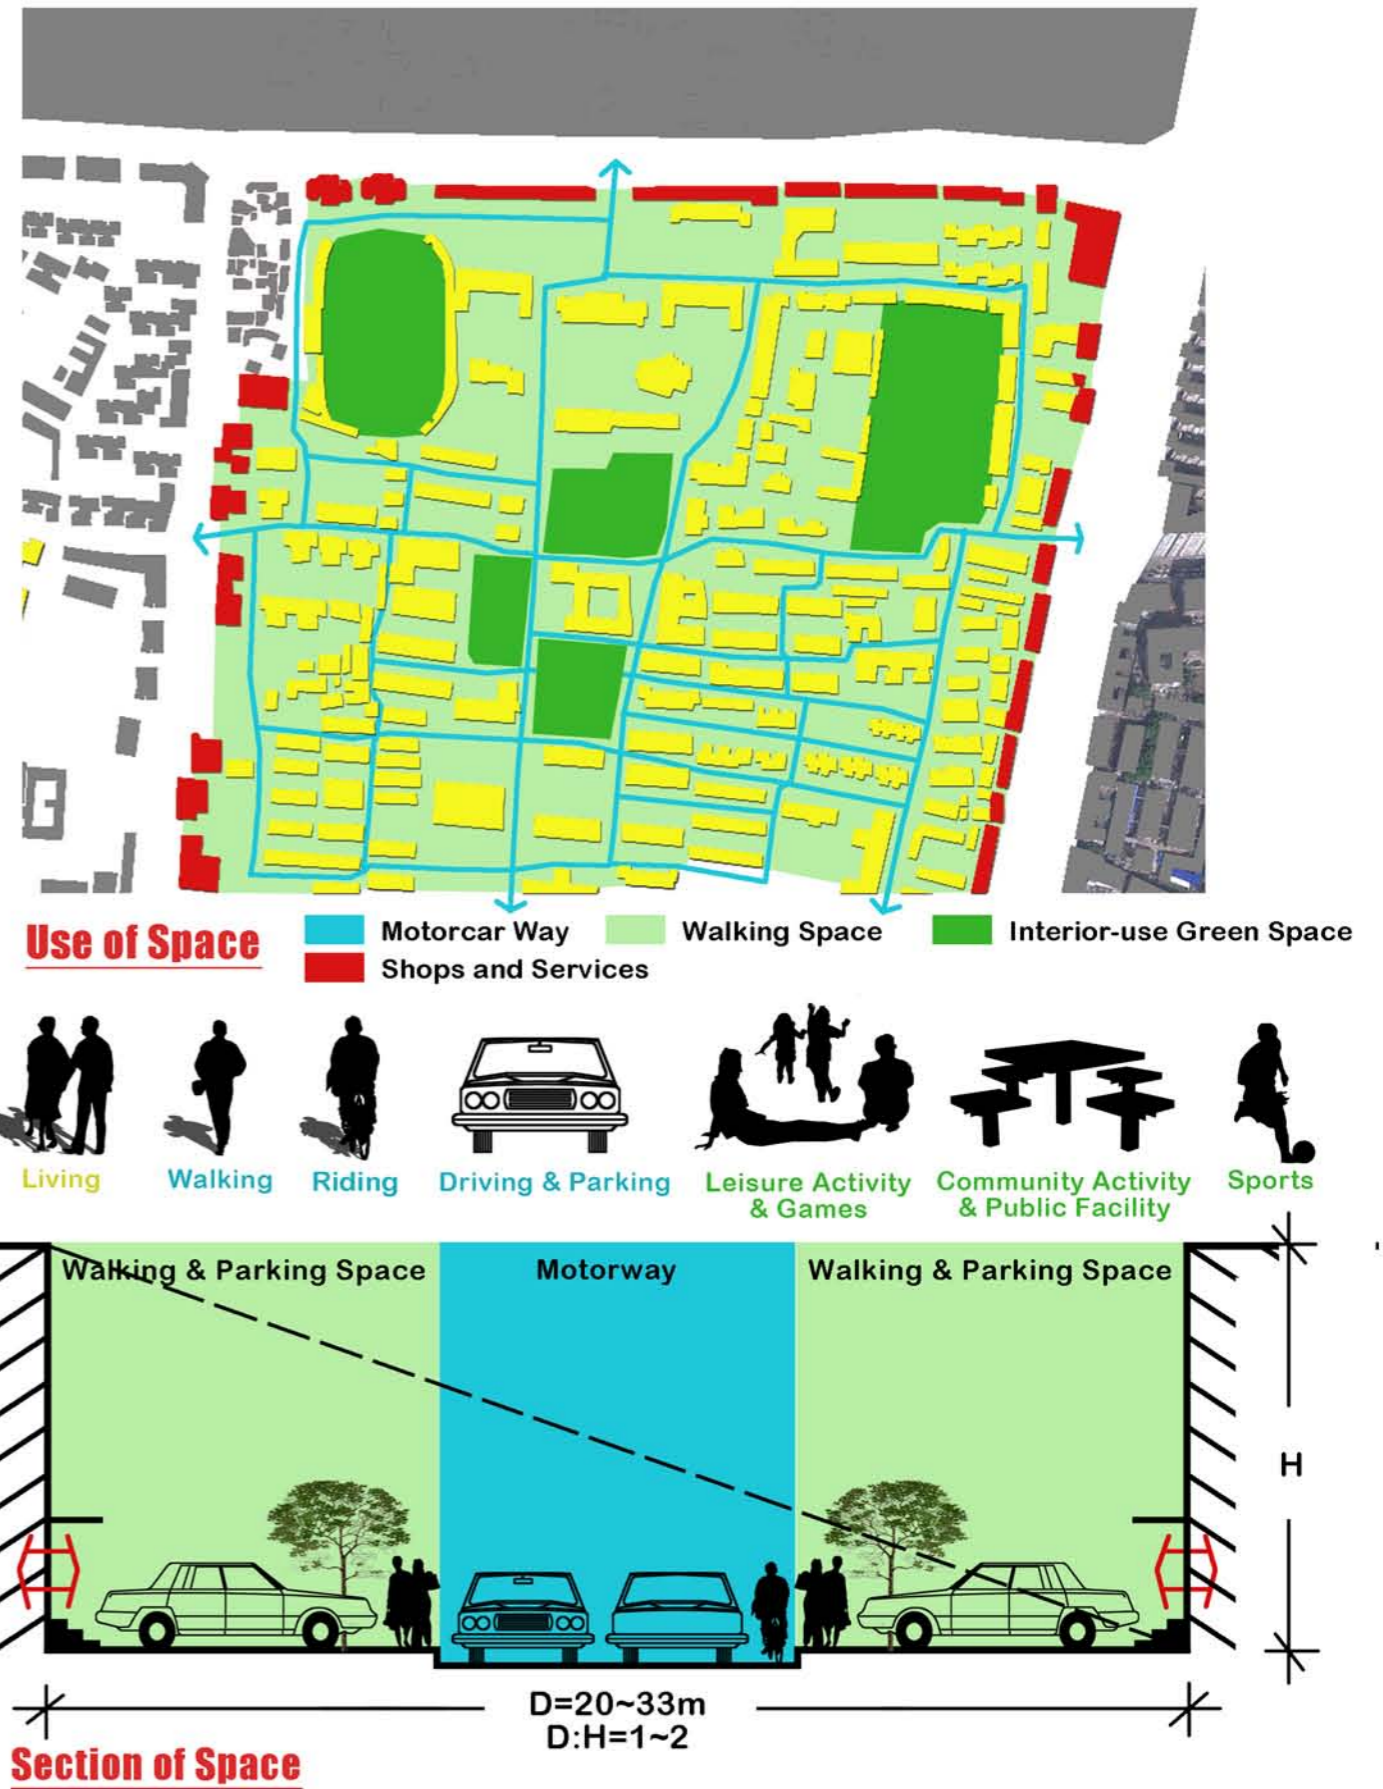 Use of Space
Motorcar Way
Walking Space
Interior-use Green Space
Shops and Services
Living
Walking
Riding
Driving & Parking
Leisure Activity
& Games
Community Activity
& Public Facility
Sports
Walking & Parking Space
Motorway
Walking & Parking Space
H
D=20~33m
D:H=1~2
Section of Space